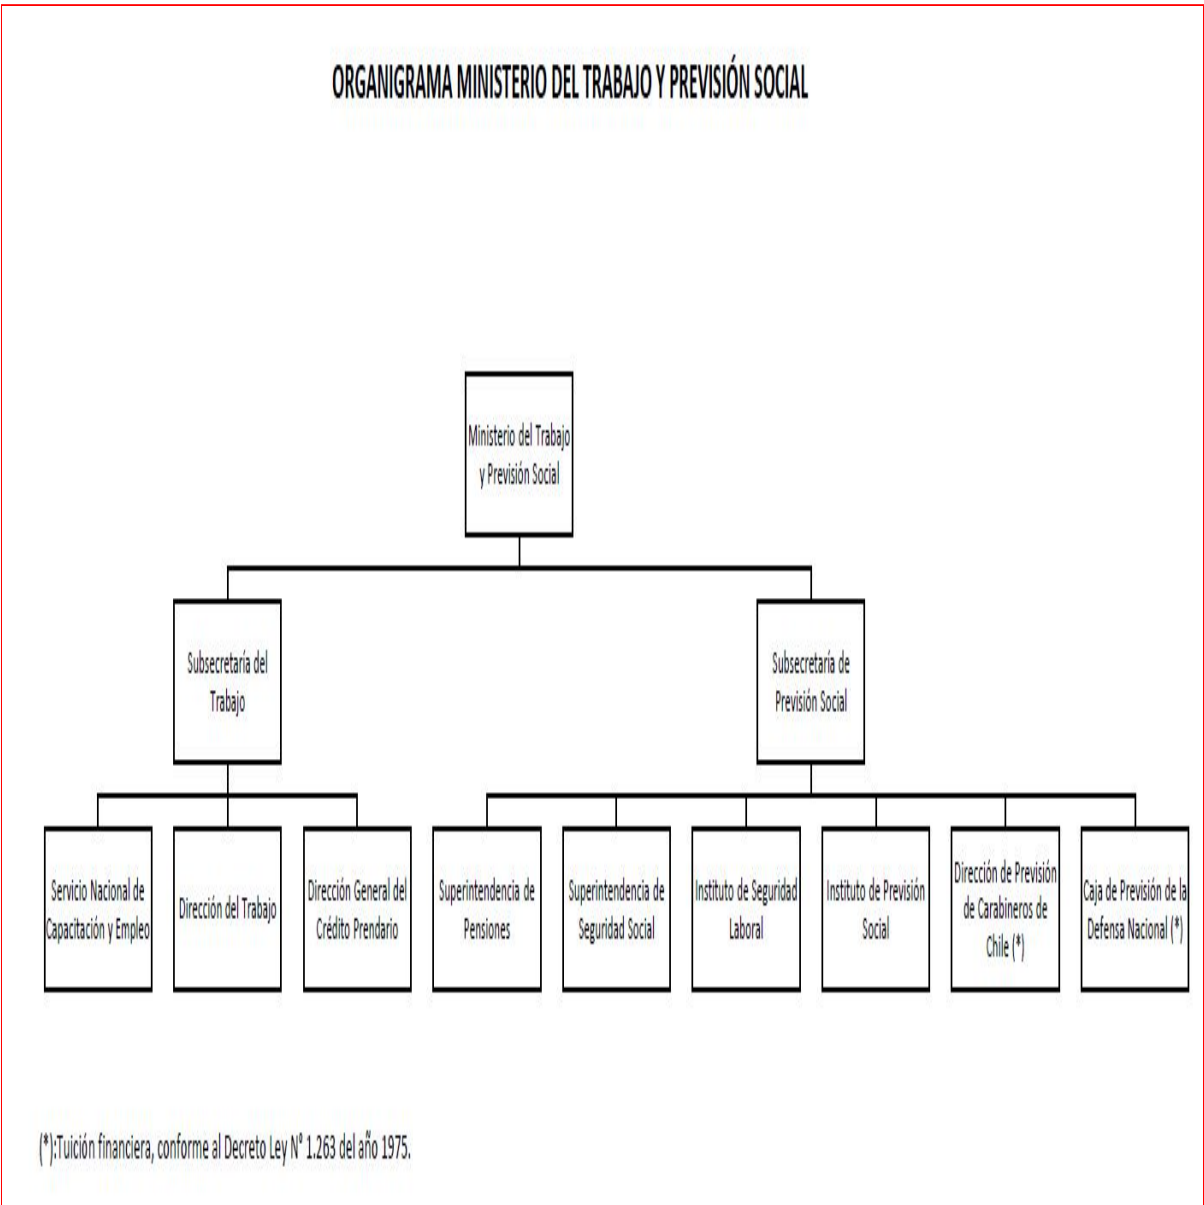 ORGANIGRAMA MINISTERIO DEL TRABAJO Y PREVISIÓN SOCIAL
Ministerio del Trabajo
y Previsión Social
Subsecretaría del
Trabajo
Subsecretaría de
Previsión Social
Servicio Nacional de
Capacitación y Empleo
Dirección del Trabajo
Dirección General del
Crédito Prendario
Superintendencia de
Pensiones
Superintendencia de
Seguridad Social
Instituto de Seguridad
Laboral
Instituto de Previsión
Social
Dirección de Previsión
de Carabineros de
Chile (*)
Caja de Previsión de la
Defensa Nacional (*)
(*):Tuición financiera, conforme al Decreto Ley N° 1.263 del año 1975.